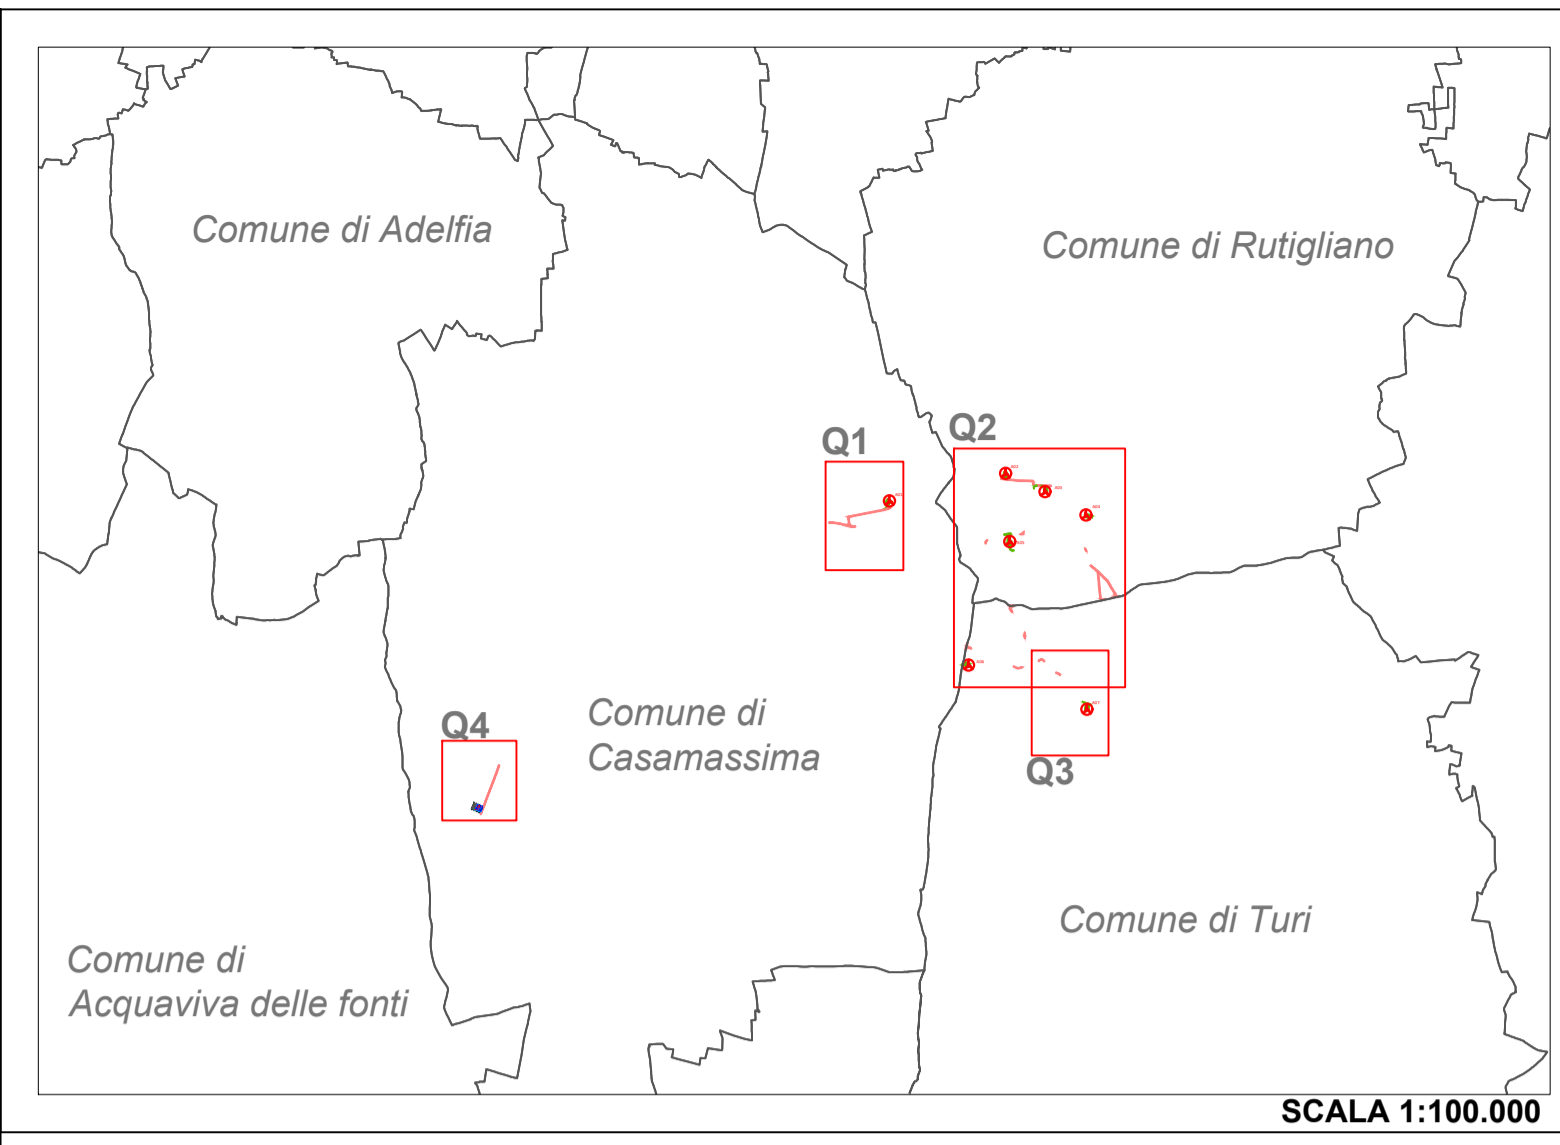 Comune di Adelfia
Comune di Rutigliano
Q1
Q2
Comune di
Casamassima
Q4
Q3
Comune di Turi
Comune di
Acquaviva delle fonti
SCALA 1:100.000